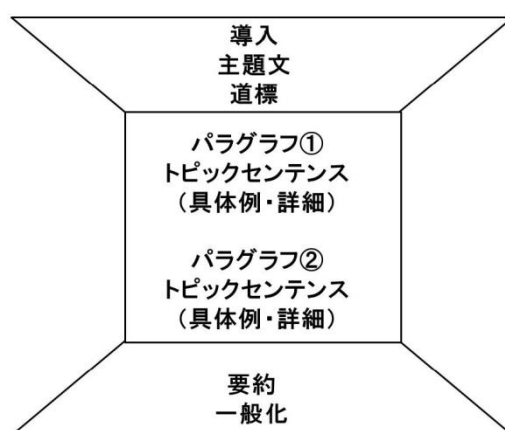 導入
主題文
道標
パラグラフ①
トピックセンテンス
(具体例・詳細)
パラグラフ②
トピックセンテンス
(具体例・詳細)
要約
一般化